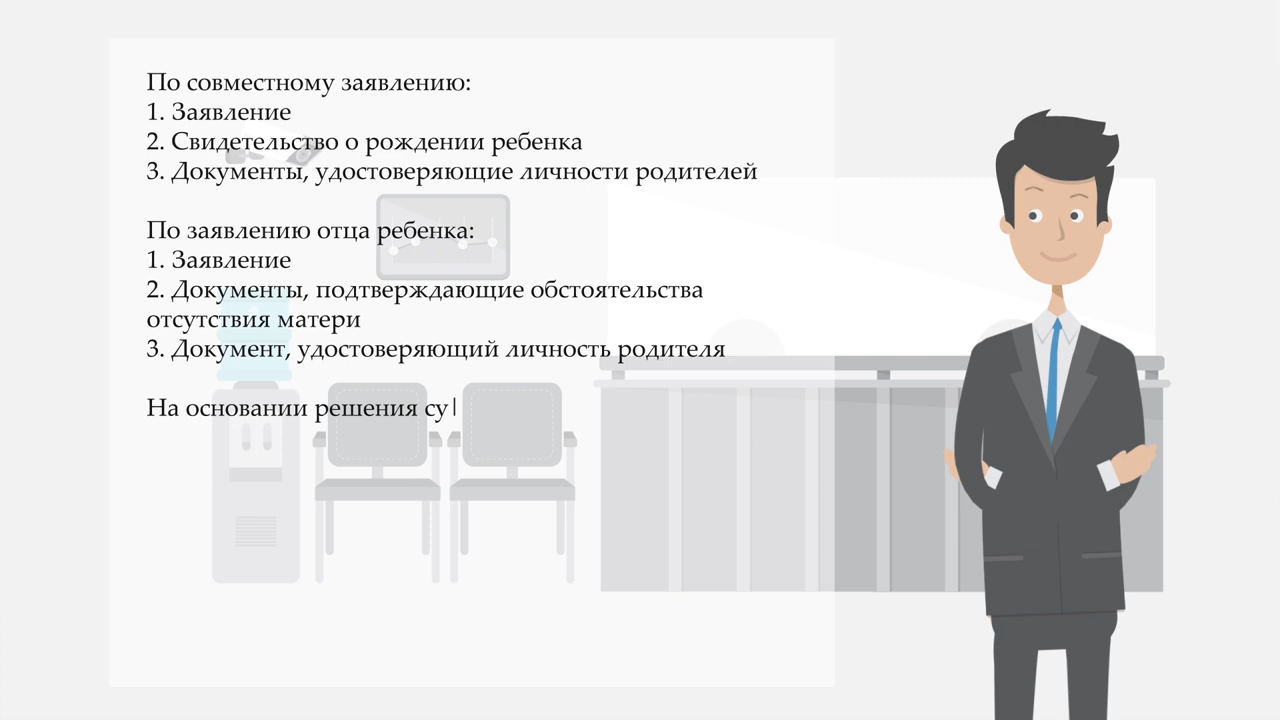 По совместному заявлению:
1. Заявление
2. Свидетельство о рождении ребенка
3. Документы, удостоверяющие личности родителей
По заявлению отца ребенка:
1. Заявление
2. Документы, подтверждающие обстоятельства
отсутствия матери
3. Документ, удостоверяющий личность родителя
На основании решения су|